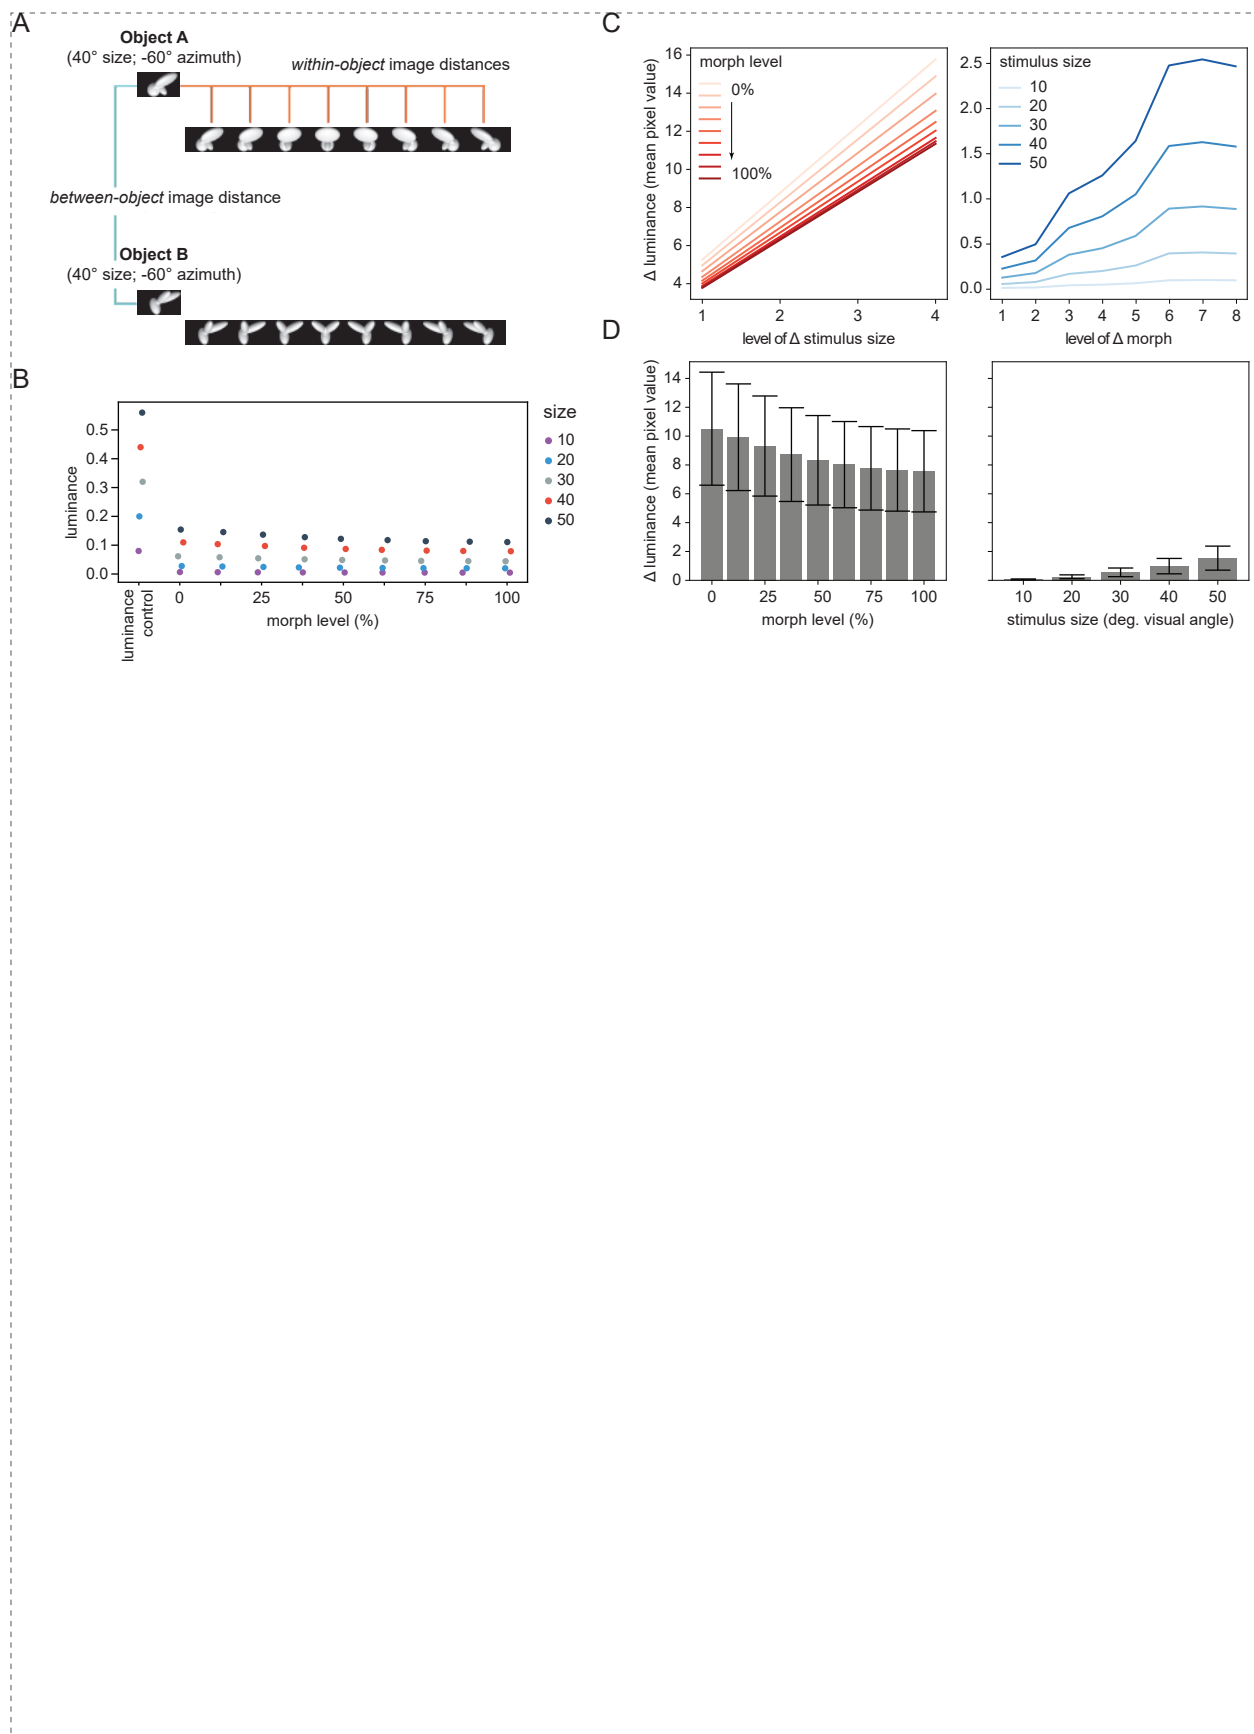 A
Object A
(40° size; -60° azimuth)
within-object image distances
between-object image distance
Object B
(40° size; -60° azimuth)
B
luminance
0.5
0.4
0.3
0.2
0.1
0.0
luminance
control
0 25 50 75 100
morph level (%)
size
10
20
30
40
50
C
Δ luminance (mean pixel value)
16
14
12
10
8
6
4
morph level
0%
100%
1 2 3 4
level of Δ stimulus size
2.5
2.0
1.5
1.0
0.5
0.0
stimulus size
10
20
30
40
50
1 2 3 4 5 6 7 8
level of Δ morph
D
Δ luminance (mean pixel value)
14
12
10
8
6
4
2
0
0 25 50 75 100
morph level (%)
10 20 30 40 50
stimulus size (deg. visual angle)